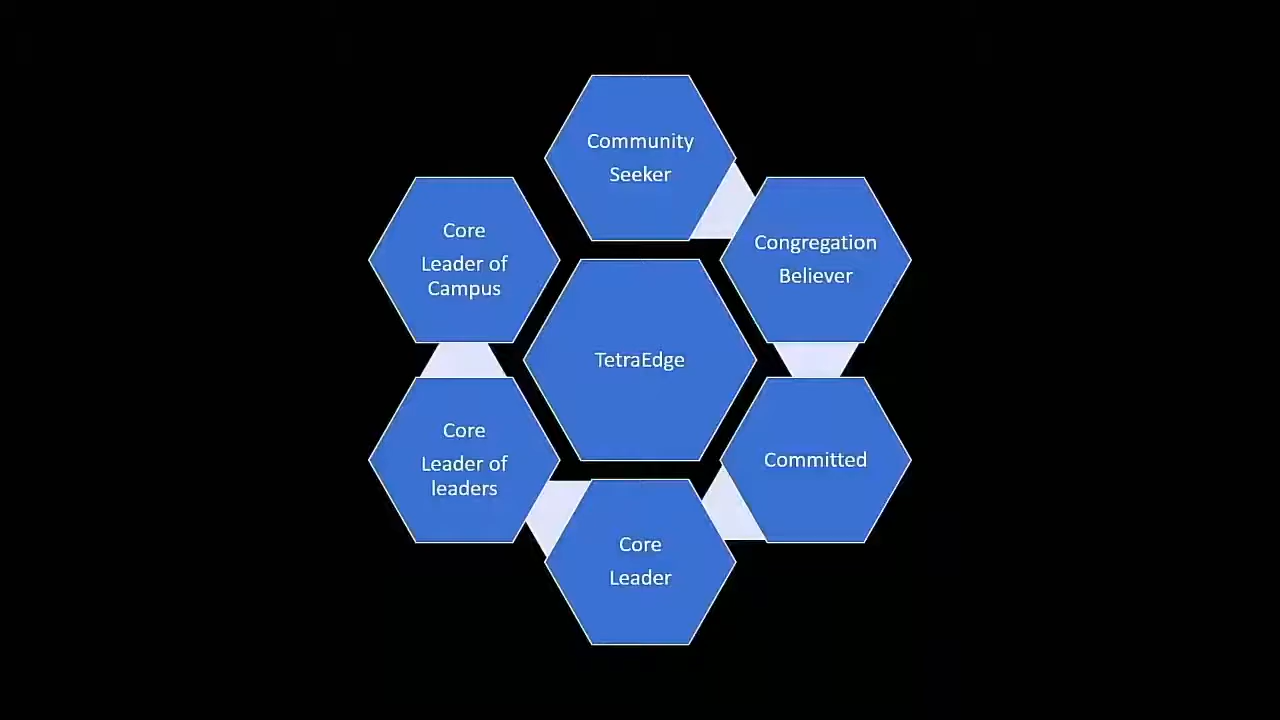 Community
Seeker
Congregation
Believer
Committed
Core
Leader
Core
Leader of
leaders
Core
Leader of
Campus
TetraEdge